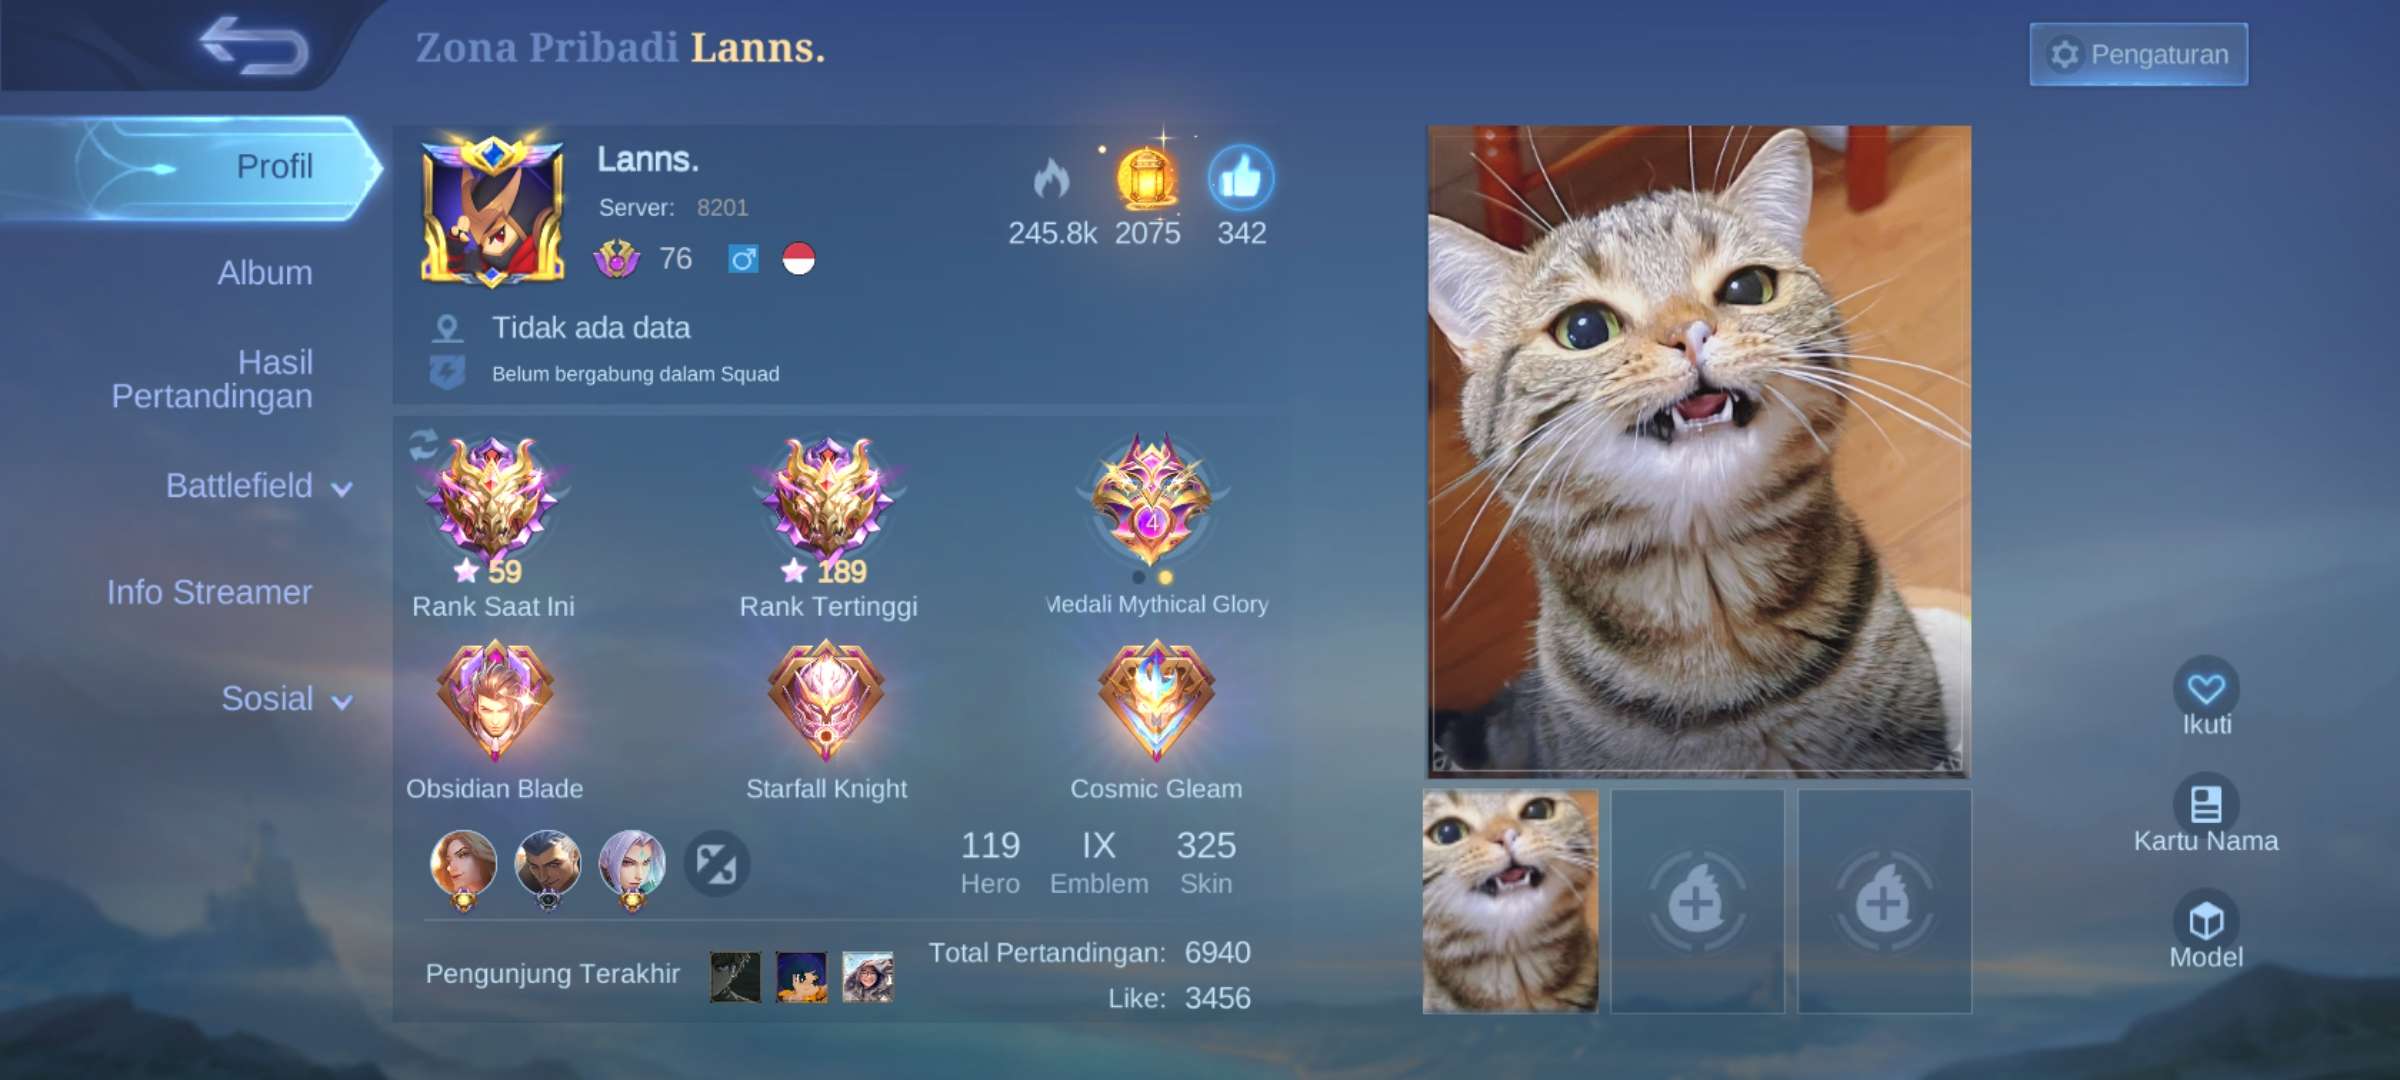 Zona Pribadi Lanns.
Pengaturan
Profil
Album
Hasil
Pertandingan
Battlefield
Info Streamer
Sosial
Lanns.
Server: 8201
76
245.8k 2075 342
Tidak ada data
Belum bergabung dalam Squad
59
Rank Saat Ini
189
Rank Tertinggi
4
Medali Mythical Glory
Obsidian Blade
Starfall Knight
Cosmic Gleam
119 IX 325
Hero Emblem Skin
Pengunjung Terakhir
Total Pertandingan: 6940
Like: 3456
Ikuti
Kartu Nama
Model